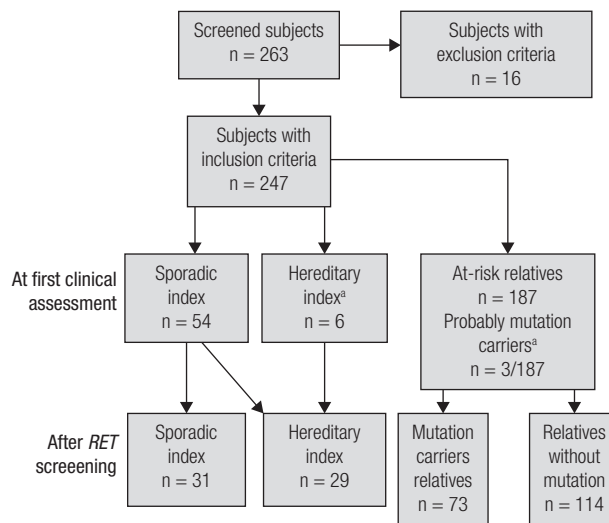 Screened subjects
n = 263
Subjects with
exclusion criteria
n = 16
Subjects with
inclusion criteria
n = 247
At first clinical
assessment
Sporadic
index
n = 54
Hereditary
indexᵃ
n = 6
At-risk relatives
n = 187
Probably mutation
carriersᵃ
n = 3/187
After RET
screeening
Sporadic
index
n = 31
Hereditary
index
n = 29
Mutation
carriers
relatives
n = 73
Relatives
without
mutation
n = 114